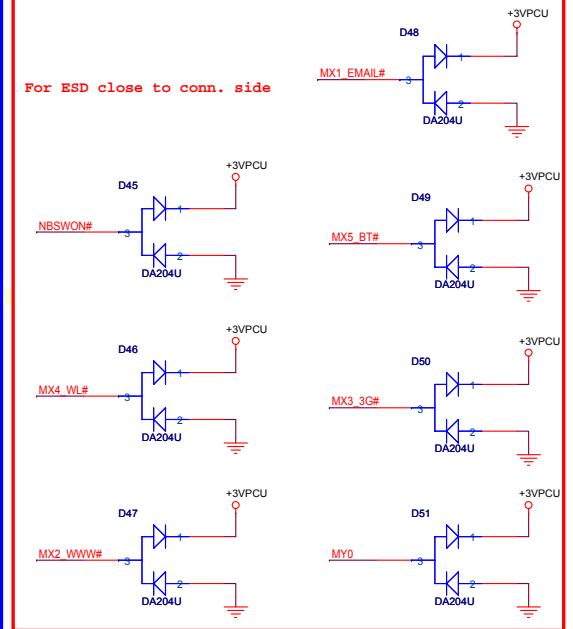 For ESD close to conn. side
D48
+3VPCU
MX1_EMAIL#
3
1
2
DA204U
D45
+3VPCU
NBSWON#
3
1
2
DA204U
D49
+3VPCU
MX5_BT#
3
1
2
DA204U
D46
+3VPCU
MX4_WL#
3
1
2
DA204U
D50
+3VPCU
MX3_3G#
3
1
2
DA204U
D47
+3VPCU
MX2_WWW#
3
1
2
DA204U
D51
+3VPCU
MY0
3
1
2
DA204U